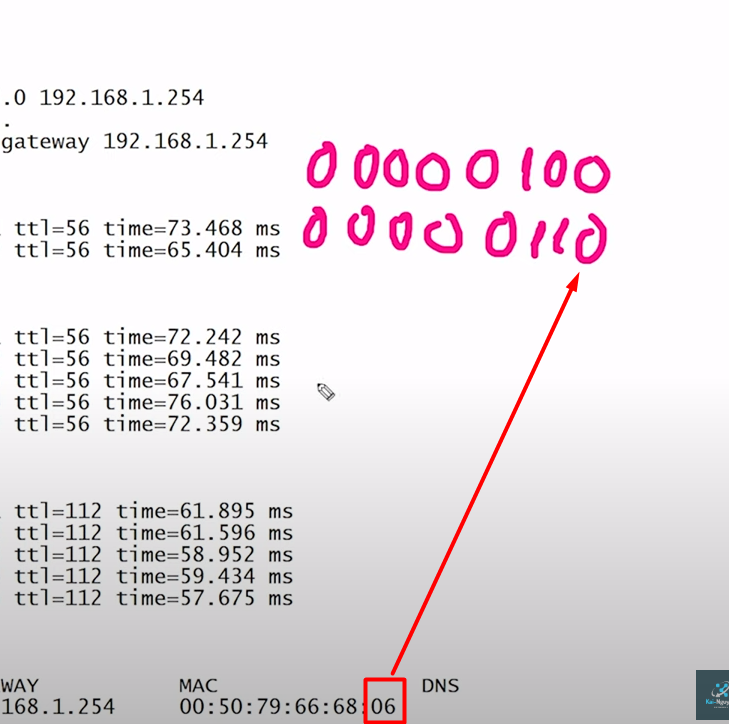 .0 192.168.1.254
.
gateway 192.168.1.254
00000100
ttl=56 time=73.468 ms
00000110
ttl=56 time=65.404 ms
ttl=56 time=72.242 ms
ttl=56 time=69.482 ms
ttl=56 time=67.541 ms
ttl=56 time=76.031 ms
ttl=56 time=72.359 ms
ttl=112 time=61.895 ms
ttl=112 time=61.596 ms
ttl=112 time=58.952 ms
ttl=112 time=59.434 ms
ttl=112 time=57.675 ms
WAY MAC DNS
168.1.254 00:50:79:66:68:06